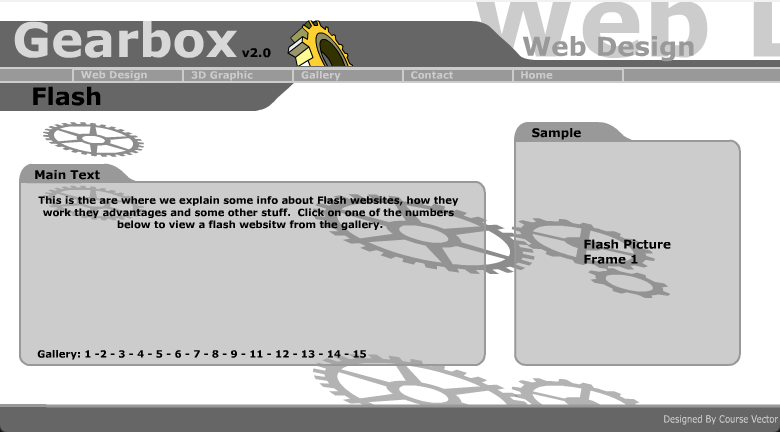 Web D
Gearbox v2.0
Web Design
Web Design 3D Graphic Gallery Contact Home
Flash
Sample
Main Text
This is the are where we explain some info about Flash websites, how they
work they advantages and some other stuff. Click on one of the numbers
below to view a flash websitw from the gallery.
Flash Picture
Frame 1
Gallery: 1 -2 - 3 - 4 - 5 - 6 - 7 - 8 - 9 - 11 - 12 - 13 - 14 - 15
Designed By Course Vector